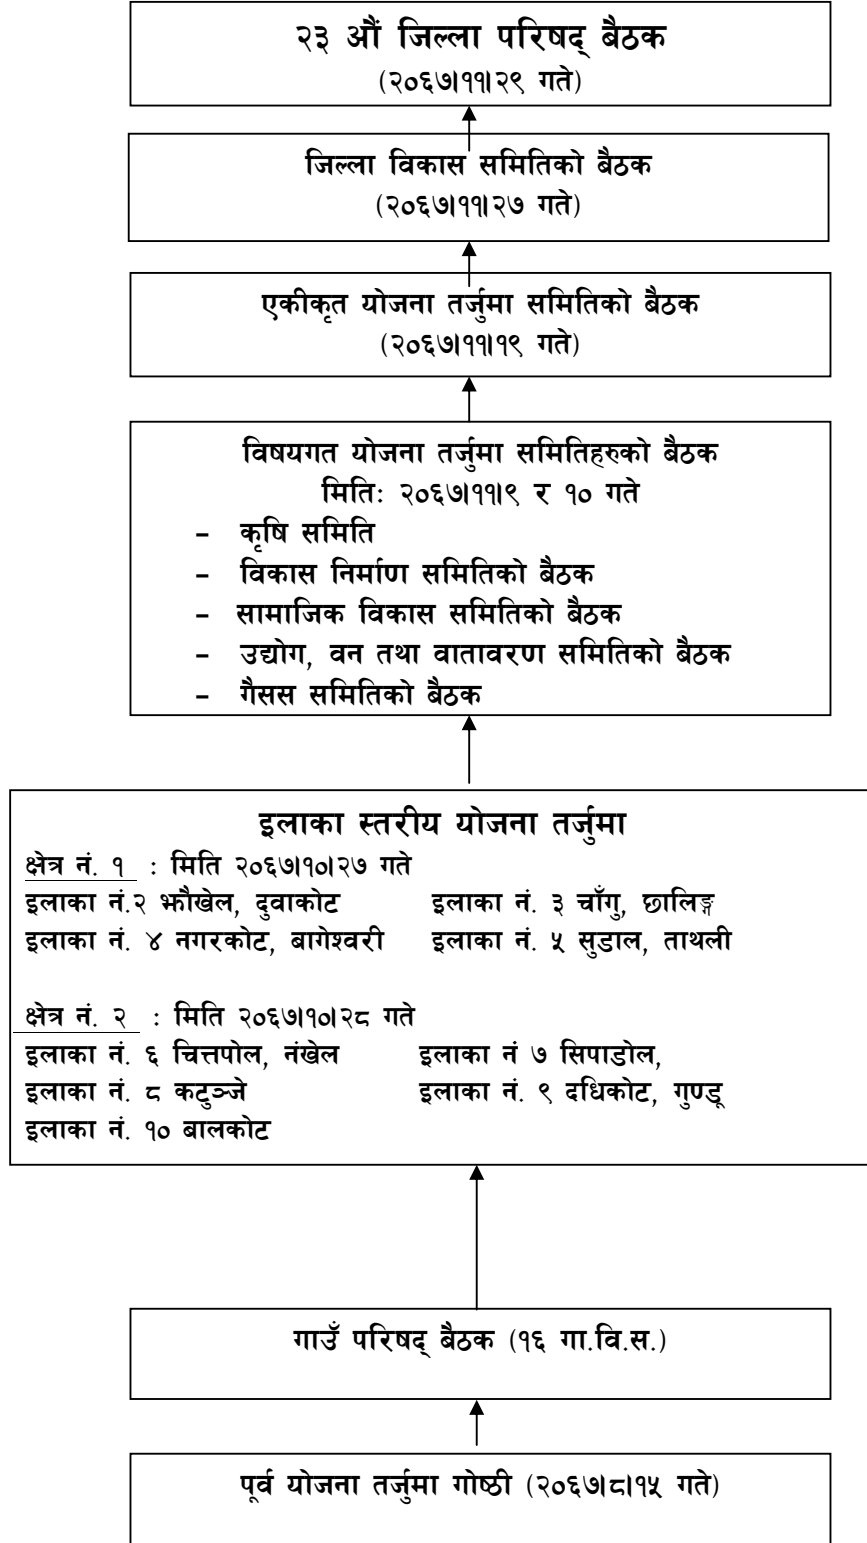 २३ औं जिल्ला परिषद् बैठक
(२०६७।११।२९ गते)
जिल्ला विकास समितिको बैठक
(२०६७।११।२७ गते)
एकीकृत योजना तर्जुमा समितिको बैठक
(२०६७।११।१९ गते)
विषयगत योजना तर्जुमा समितिहरुको बैठक
मिति: २०६७।११।९ र १० गते
– कृषि समिति
– विकास निर्माण समितिको बैठक
– सामाजिक विकास समितिको बैठक
– उद्योग, वन तथा वातावरण समितिको बैठक
– गैसस समितिको बैठक
इलाका स्तरीय योजना तर्जुमा
क्षेत्र नं. १ : मिति २०६७।१०।२७ गते
इलाका नं.२ झौखेल, दुवाकोट इलाका नं. ३ चाँगु, छालिङ्ग
इलाका नं. ४ नगरकोट, बागेश्वरी इलाका नं. ५ सुडाल, ताथली
क्षेत्र नं. २ : मिति २०६७।१०।२८ गते
इलाका नं. ६ चित्तपोल, नंखेल इलाका नं ७ सिपाडोल,
इलाका नं. ८ कटुञ्जे इलाका नं. ९ दधिकोट, गुण्डू
इलाका नं. १० बालकोट
गाउँ परिषद् बैठक (१६ गा.वि.स.)
पूर्व योजना तर्जुमा गोष्ठी (२०६७।८।१५ गते)